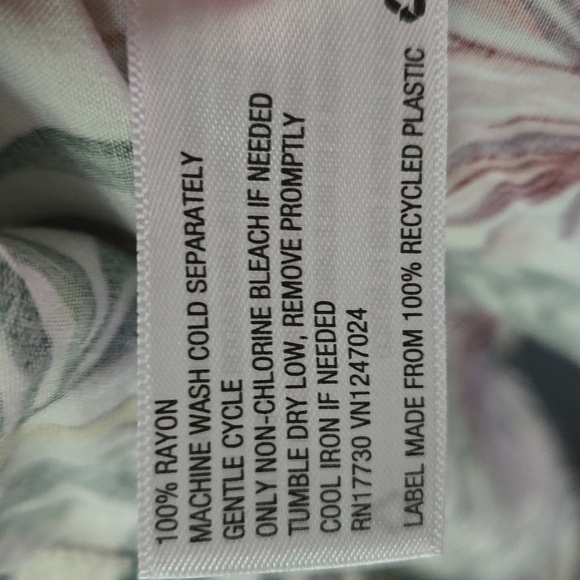 100% RAYON
MACHINE WASH COLD SEPARATELY
GENTLE CYCLE
ONLY NON-CHLORINE BLEACH IF NEEDED
TUMBLE DRY LOW, REMOVE PROMPTLY
COOL IRON IF NEEDED
RN17730 VN1247024
LABEL MADE FROM 100% RECYCLED PLASTIC